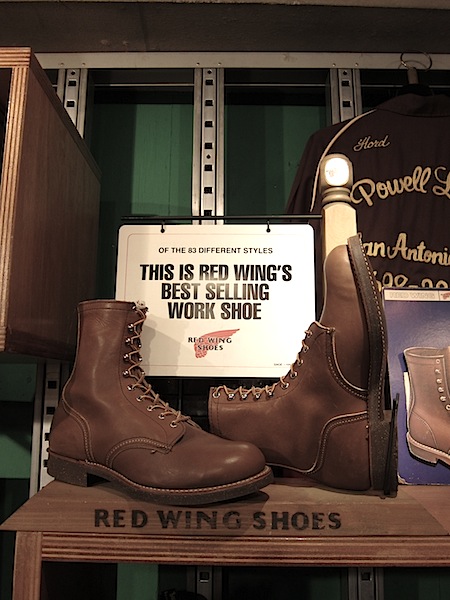 Hord
Powell L
an Antoni
OF THE 83 DIFFERENT STYLES
THIS IS RED WING'S
BEST SELLING
WORK SHOE
RED WING
SHOES
RED WING SHOES